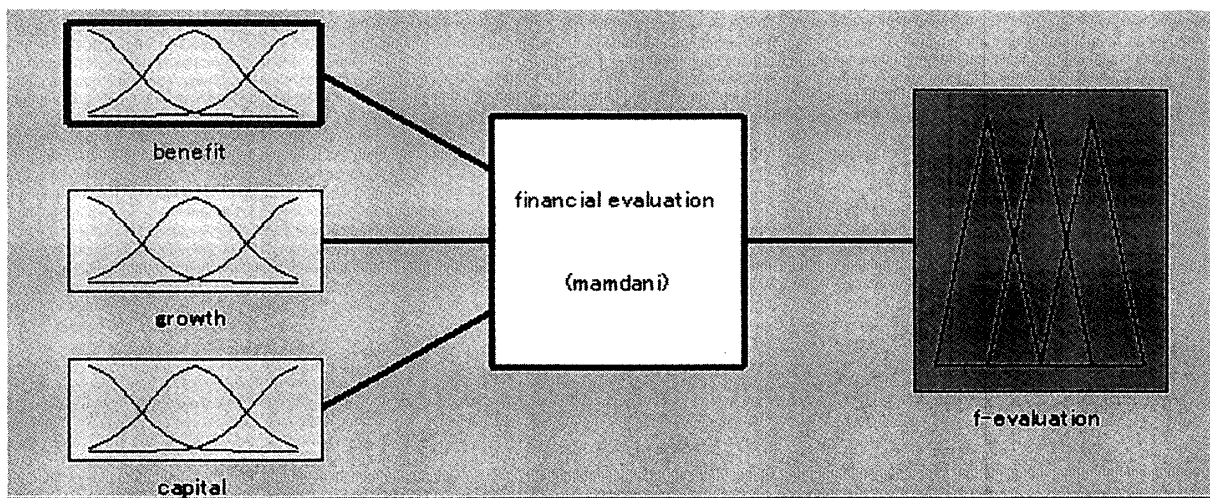 benefit
growth
capital
financial evaluation
(mamdani)
f-evaluation